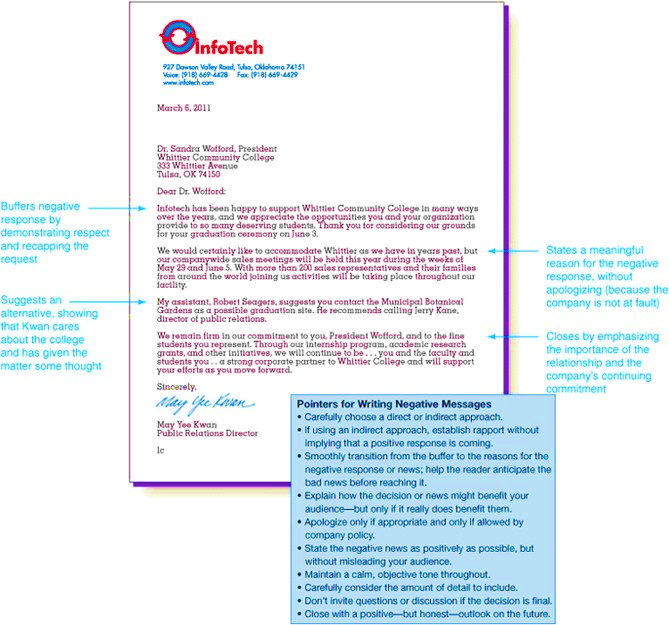 InfoTech
927 Dawson Valley Road, Tulsa, Oklahoma 74151
Voice: (918) 669-4428 Fax: (918) 669-4429
www.infotech.com
March 6, 2011
Dr. Sandra Wofford, President
Whittier Community College
333 Whittier Avenue
Tulsa, OK 74150
Dear Dr. Wofford:
Infotech has been happy to support Whittier Community College in many ways
over the years, and we appreciate the opportunities you and your organization
provide to so many deserving students. Thank you for considering our grounds
for your graduation ceremony on June 3.
We would certainly like to accommodate Whittier as we have in years past, but
our companywide sales meetings will be held this year during the weeks of
May 29 and June 5. With more than 200 sales representatives and their families
from around the world joining us activities will be taking place throughout our
facility.
My assistant, Robert Seagers, suggests you contact the Municipal Botanical
Gardens as a possible graduation site. He recommends calling Jerry Kane,
director of public relations.
We remain firm in our commitment to you, President Wofford, and to the fine
students you represent. Through our internship program, academic research
grants, and other initiatives, we will continue to be . . . you and the faculty and
students you . . a strong corporate partner to Whittier College and will support
your efforts as you move forward.
Sincerely,
May Yee Kwan
May Yee Kwan
Public Relations Director
lc
Buffers negative
response by
demonstrating respect
and recapping the
request
Suggests an
alternative, showing
that Kwan cares
about the college
and has given the
matter some thought
States a meaningful
reason for the negative
response, without
apologizing (because the
company is not at fault)
Closes by emphasizing
the importance of the
relationship and the
company's continuing
commitment
Pointers for Writing Negative Messages
• Carefully choose a direct or indirect approach.
• If using an indirect approach, establish rapport without
implying that a positive response is coming.
• Smoothly transition from the buffer to the reasons for the
negative response or news; help the reader anticipate the
bad news before reaching it.
• Explain how the decision or news might benefit your
audience—but only if it really does benefit them.
• Apologize only if appropriate and only if allowed by
company policy.
• State the negative news as positively as possible, but
without misleading your audience.
• Maintain a calm, objective tone throughout.
• Carefully consider the amount of detail to include.
• Don't invite questions or discussion if the decision is final.
• Close with a positive—but honest—outlook on the future.